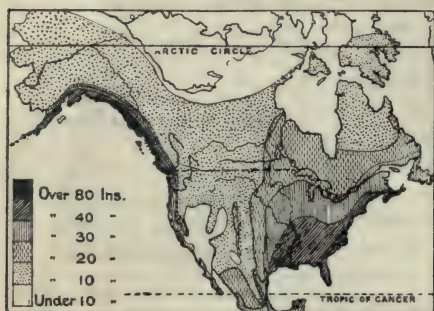 ARCTIC CIRCLE
Over 80 Ins.
" 40 "
" 30 "
" 20 "
" 10 "
Under 10 "
TROPIC OF CANCER